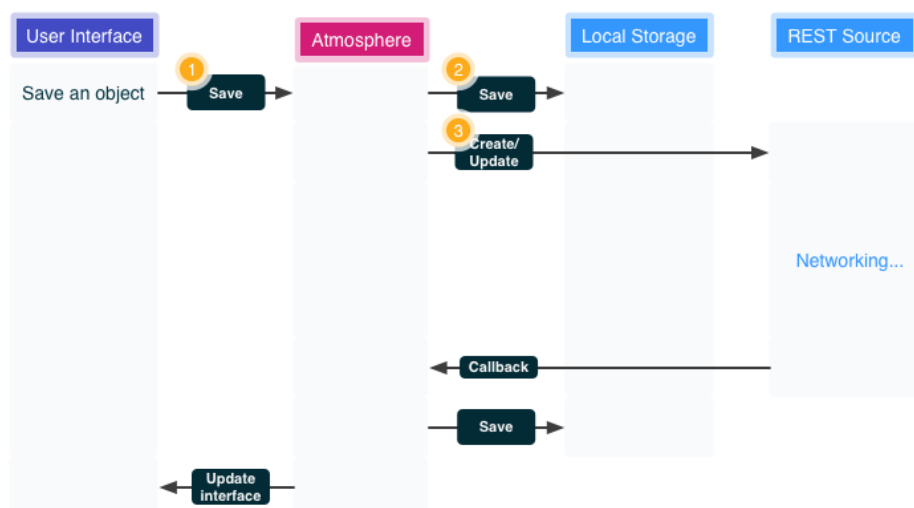 User Interface
Atmosphere
Local Storage
REST Source
Save an object
1
Save
2
Save
3
Create/
Update
Networking...
Callback
Save
Update
interface